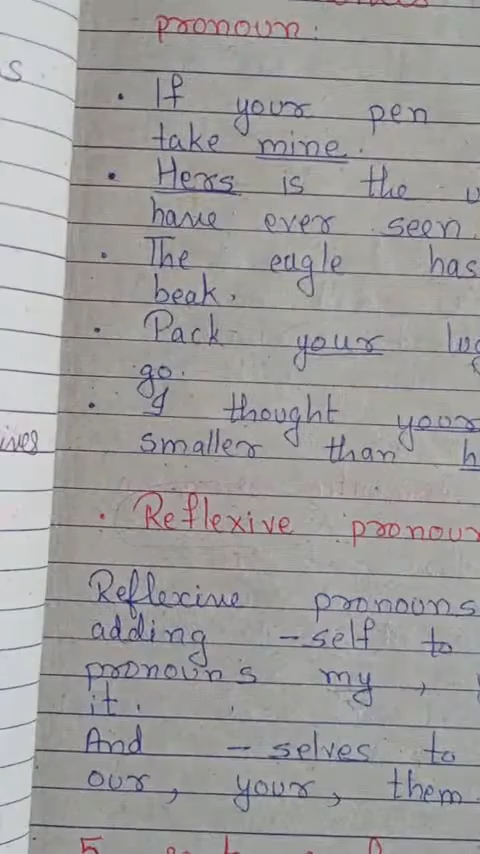 pronoun.
s
. If your pen
take mine.
. Hers is the
have ever seen.
. The eagle has
beak.
. Pack your
go.
. I thought your
ives
smaller than h
. Reflexive pronoun
Reflexive pronouns
adding -self to
pronouns my,
it.
And - selves to
our, your, them